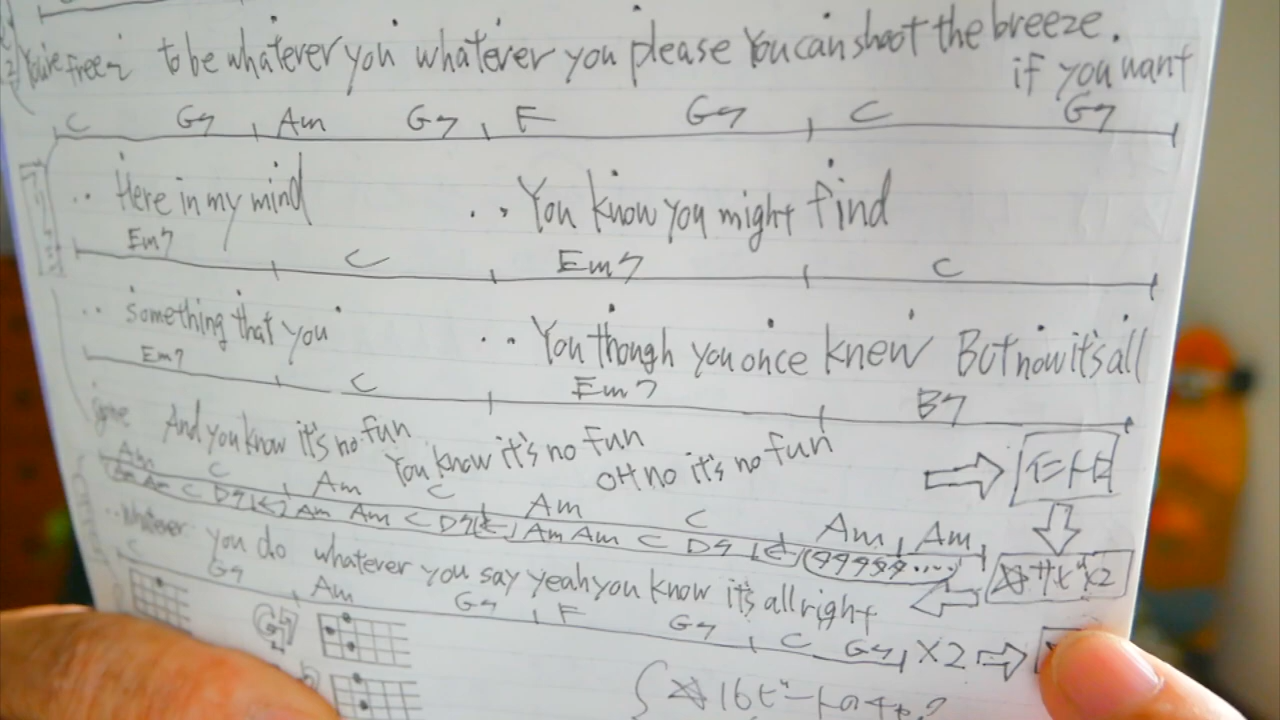 You're free to be whatever you whatever you please You can shoot the breeze.
if you want
C G7 Am G7 F G7 C G7
.. Here in my mind .. You know you might find
Em7 C Em7 C
.. something that you .. You though you once knew But now it's all
Em7 C Em7 B7
gone And you know it's no fun You know it's no fun OH no it's no fun
Am C Am C Am C Am Am
Am Am C D7 Am Am C D7 Am Am C D7
.. whatever you do whatever you say yeah you know it's all right
C G7 Am G7 F G7 C G7 X2
G7